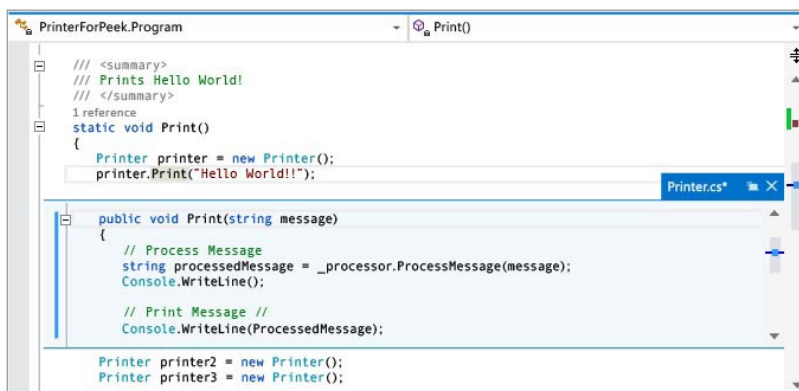 PrinterForPeek.Program
Print()
/// <summary>
/// Prints Hello World!
/// </summary>
1 reference
static void Print()
{
Printer printer = new Printer();
printer.Print("Hello World!!");
Printer.cs*
public void Print(string message)
{
// Process Message
string processedMessage = _processor.ProcessMessage(message);
Console.WriteLine();
// Print Message //
Console.WriteLine(ProcessedMessage);
Printer printer2 = new Printer();
Printer printer3 = new Printer();